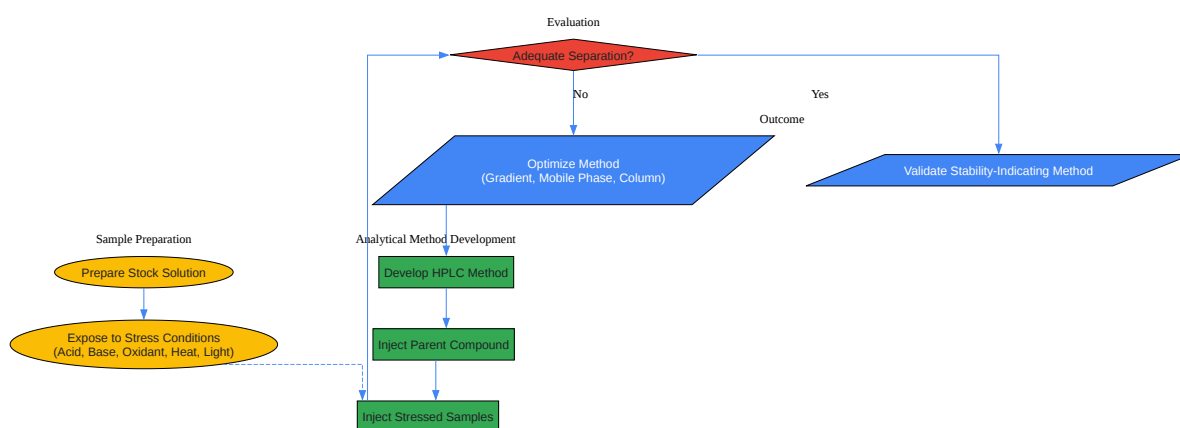 Evaluation
Adequate Separation?
No
Yes
Outcome
Optimize Method
(Gradient, Mobile Phase, Column)
Validate Stability-Indicating Method
Sample Preparation
Analytical Method Development
Prepare Stock Solution
Develop HPLC Method
Expose to Stress Conditions
(Acid, Base, Oxidant, Heat, Light)
Inject Parent Compound
Inject Stressed Samples